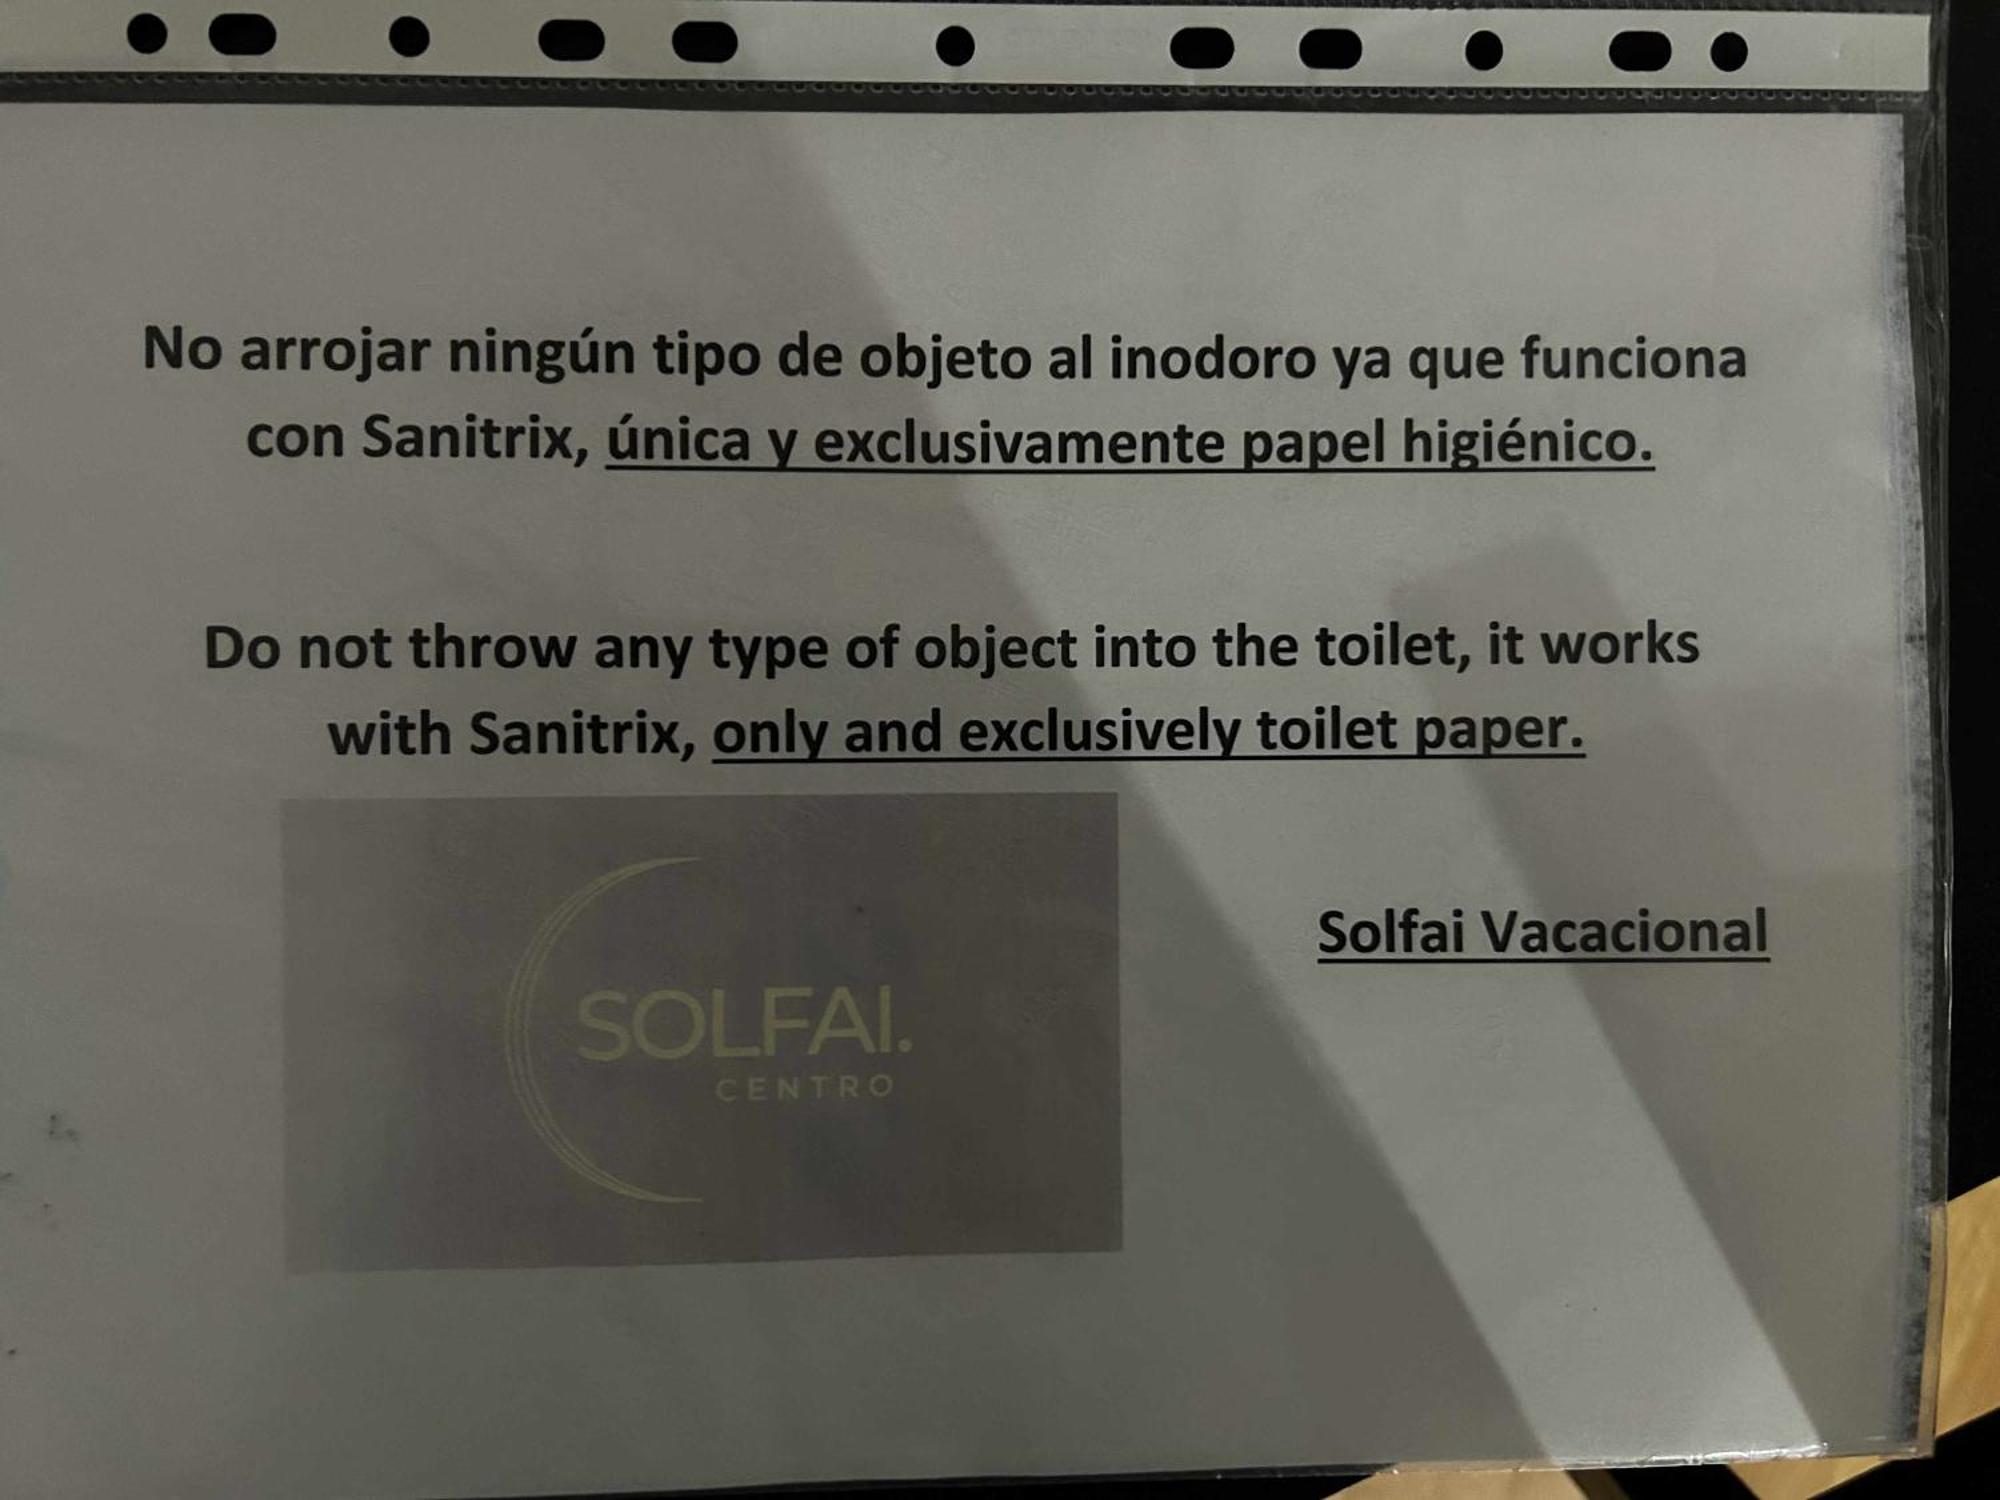 No arrojar ningún tipo de objeto al inodoro ya que funciona
con Sanitrix, única y exclusivamente papel higiénico.
Do not throw any type of object into the toilet, it works
with Sanitrix, only and exclusively toilet paper.
Solfai Vacacional
SOLFAI.
CENTRO